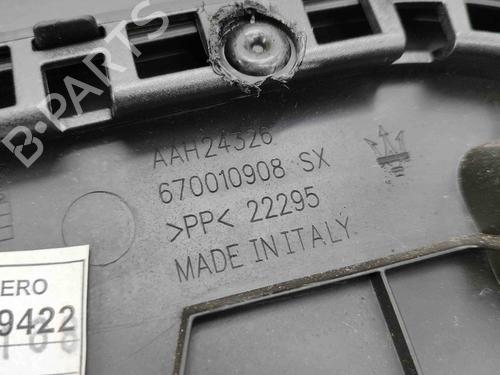 B-PARTS
AAH24326
670010908 SX
>PP< 22295
MADE IN ITALY
ERO
9422